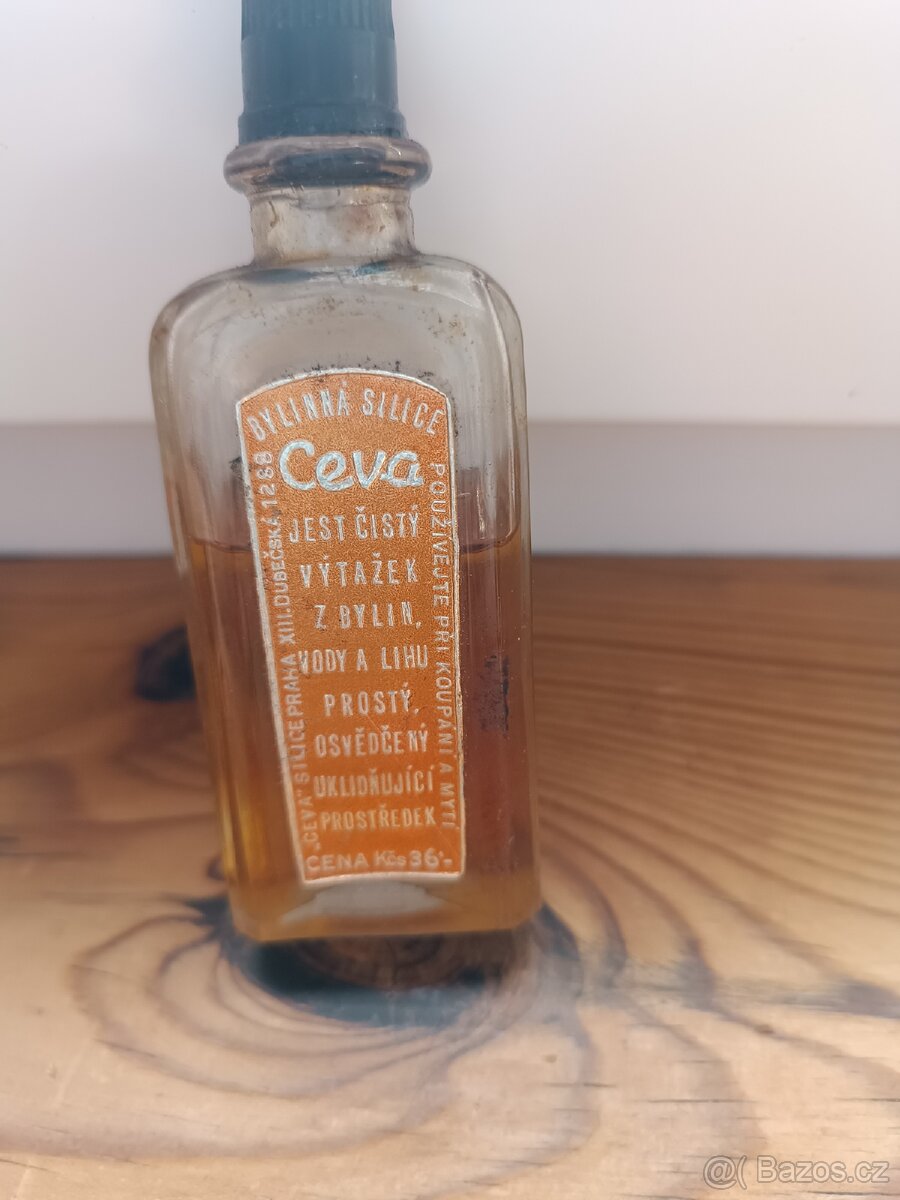 BYLINNÁ SILICE
Ceva
JEST ČISTÝ
VÝTAŽEK
Z BYLIN,
VODY A LIHU
PROSTÝ,
OSVĚDČENÝ
UKLIDŇUJÍCÍ
PROSTŘEDEK
CENA Kčs 36'-
„CEVA" SILICE PRAHA XIII. DUBEČSKÁ 1268
POUŽÍVEJTE PŘI KOUPÁNÍ A MYTÍ
@( Bazos.cz